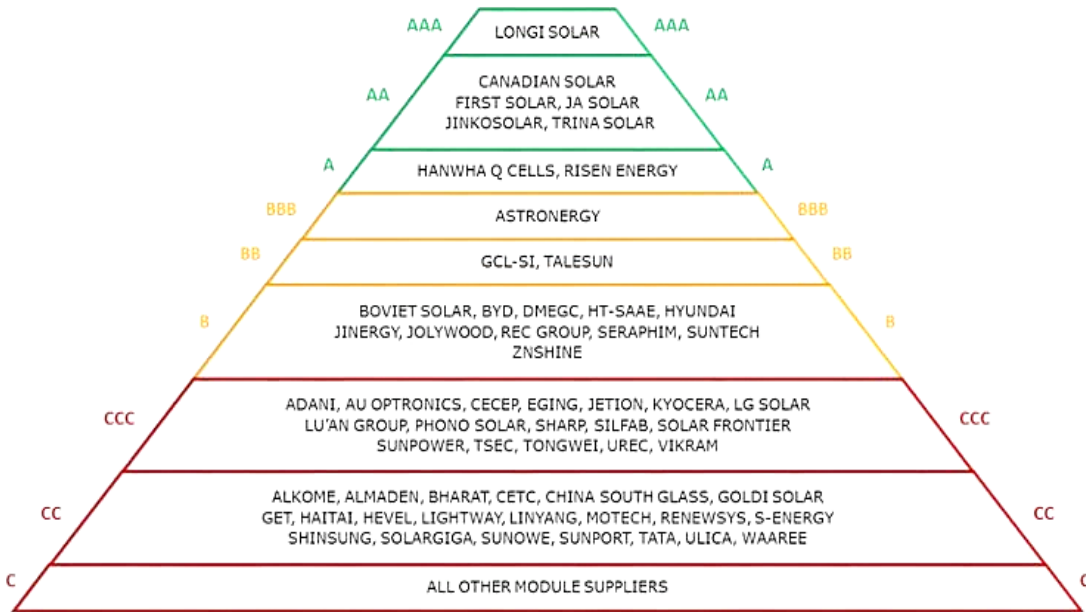 AAA LONGI SOLAR AAA
CANADIAN SOLAR
AA FIRST SOLAR, JA SOLAR AA
JINKOSOLAR, TRINA SOLAR
A HANWHA Q CELLS, RISEN ENERGY A
BBB ASTRONERGY BBB
BB GCL-SI, TALESUN BB
BOVIET SOLAR, BYD, DMEGC, HT-SAAE, HYUNDAI
B JINERGY, JOLYWOOD, REC GROUP, SERAPHIM, SUNTECH B
ZNSHINE
ADANI, AU OPTRONICS, CECEP, EGING, JETION, KYOCERA, LG SOLAR
CCC LU'AN GROUP, PHONO SOLAR, SHARP, SILFAB, SOLAR FRONTIER CCC
SUNPOWER, TSEC, TONGWEI, UREC, VIKRAM
ALKOME, ALMADEN, BHARAT, CETC, CHINA SOUTH GLASS, GOLDI SOLAR
CC GET, HAITAI, HEVEL, LIGHTWAY, LINYANG, MOTECH, RENEWSYS, S-ENERGY CC
SHINSUNG, SOLARGIGA, SUNOWE, SUNPORT, TATA, ULICA, WAAREE
C ALL OTHER MODULE SUPPLIERS C